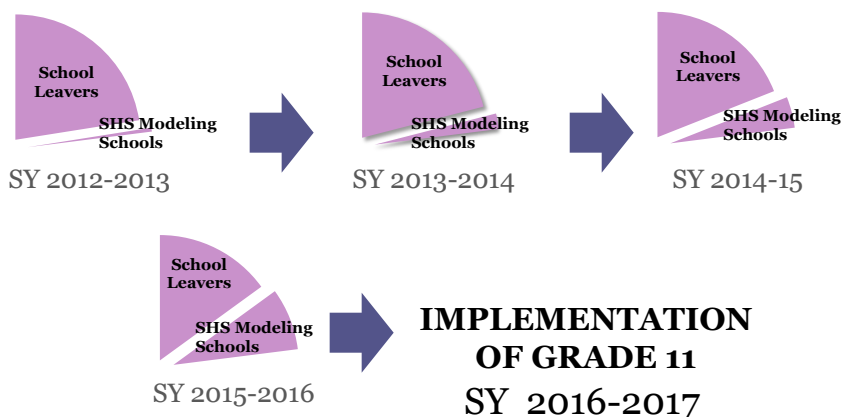 School
Leavers
SHS Modeling
Schools
SY 2012-2013
School
Leavers
SHS Modeling
Schools
SY 2013-2014
School
Leavers
SHS Modeling
Schools
SY 2014-15
School
Leavers
SHS Modeling
Schools
SY 2015-2016
IMPLEMENTATION
OF GRADE 11
SY 2016-2017